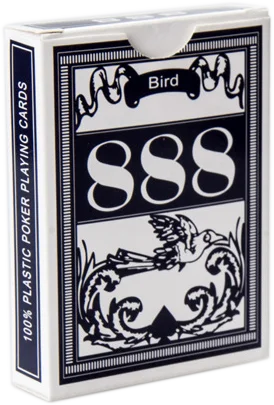 Bird
888
100% PLASTIC POKER PLAYING CARDS